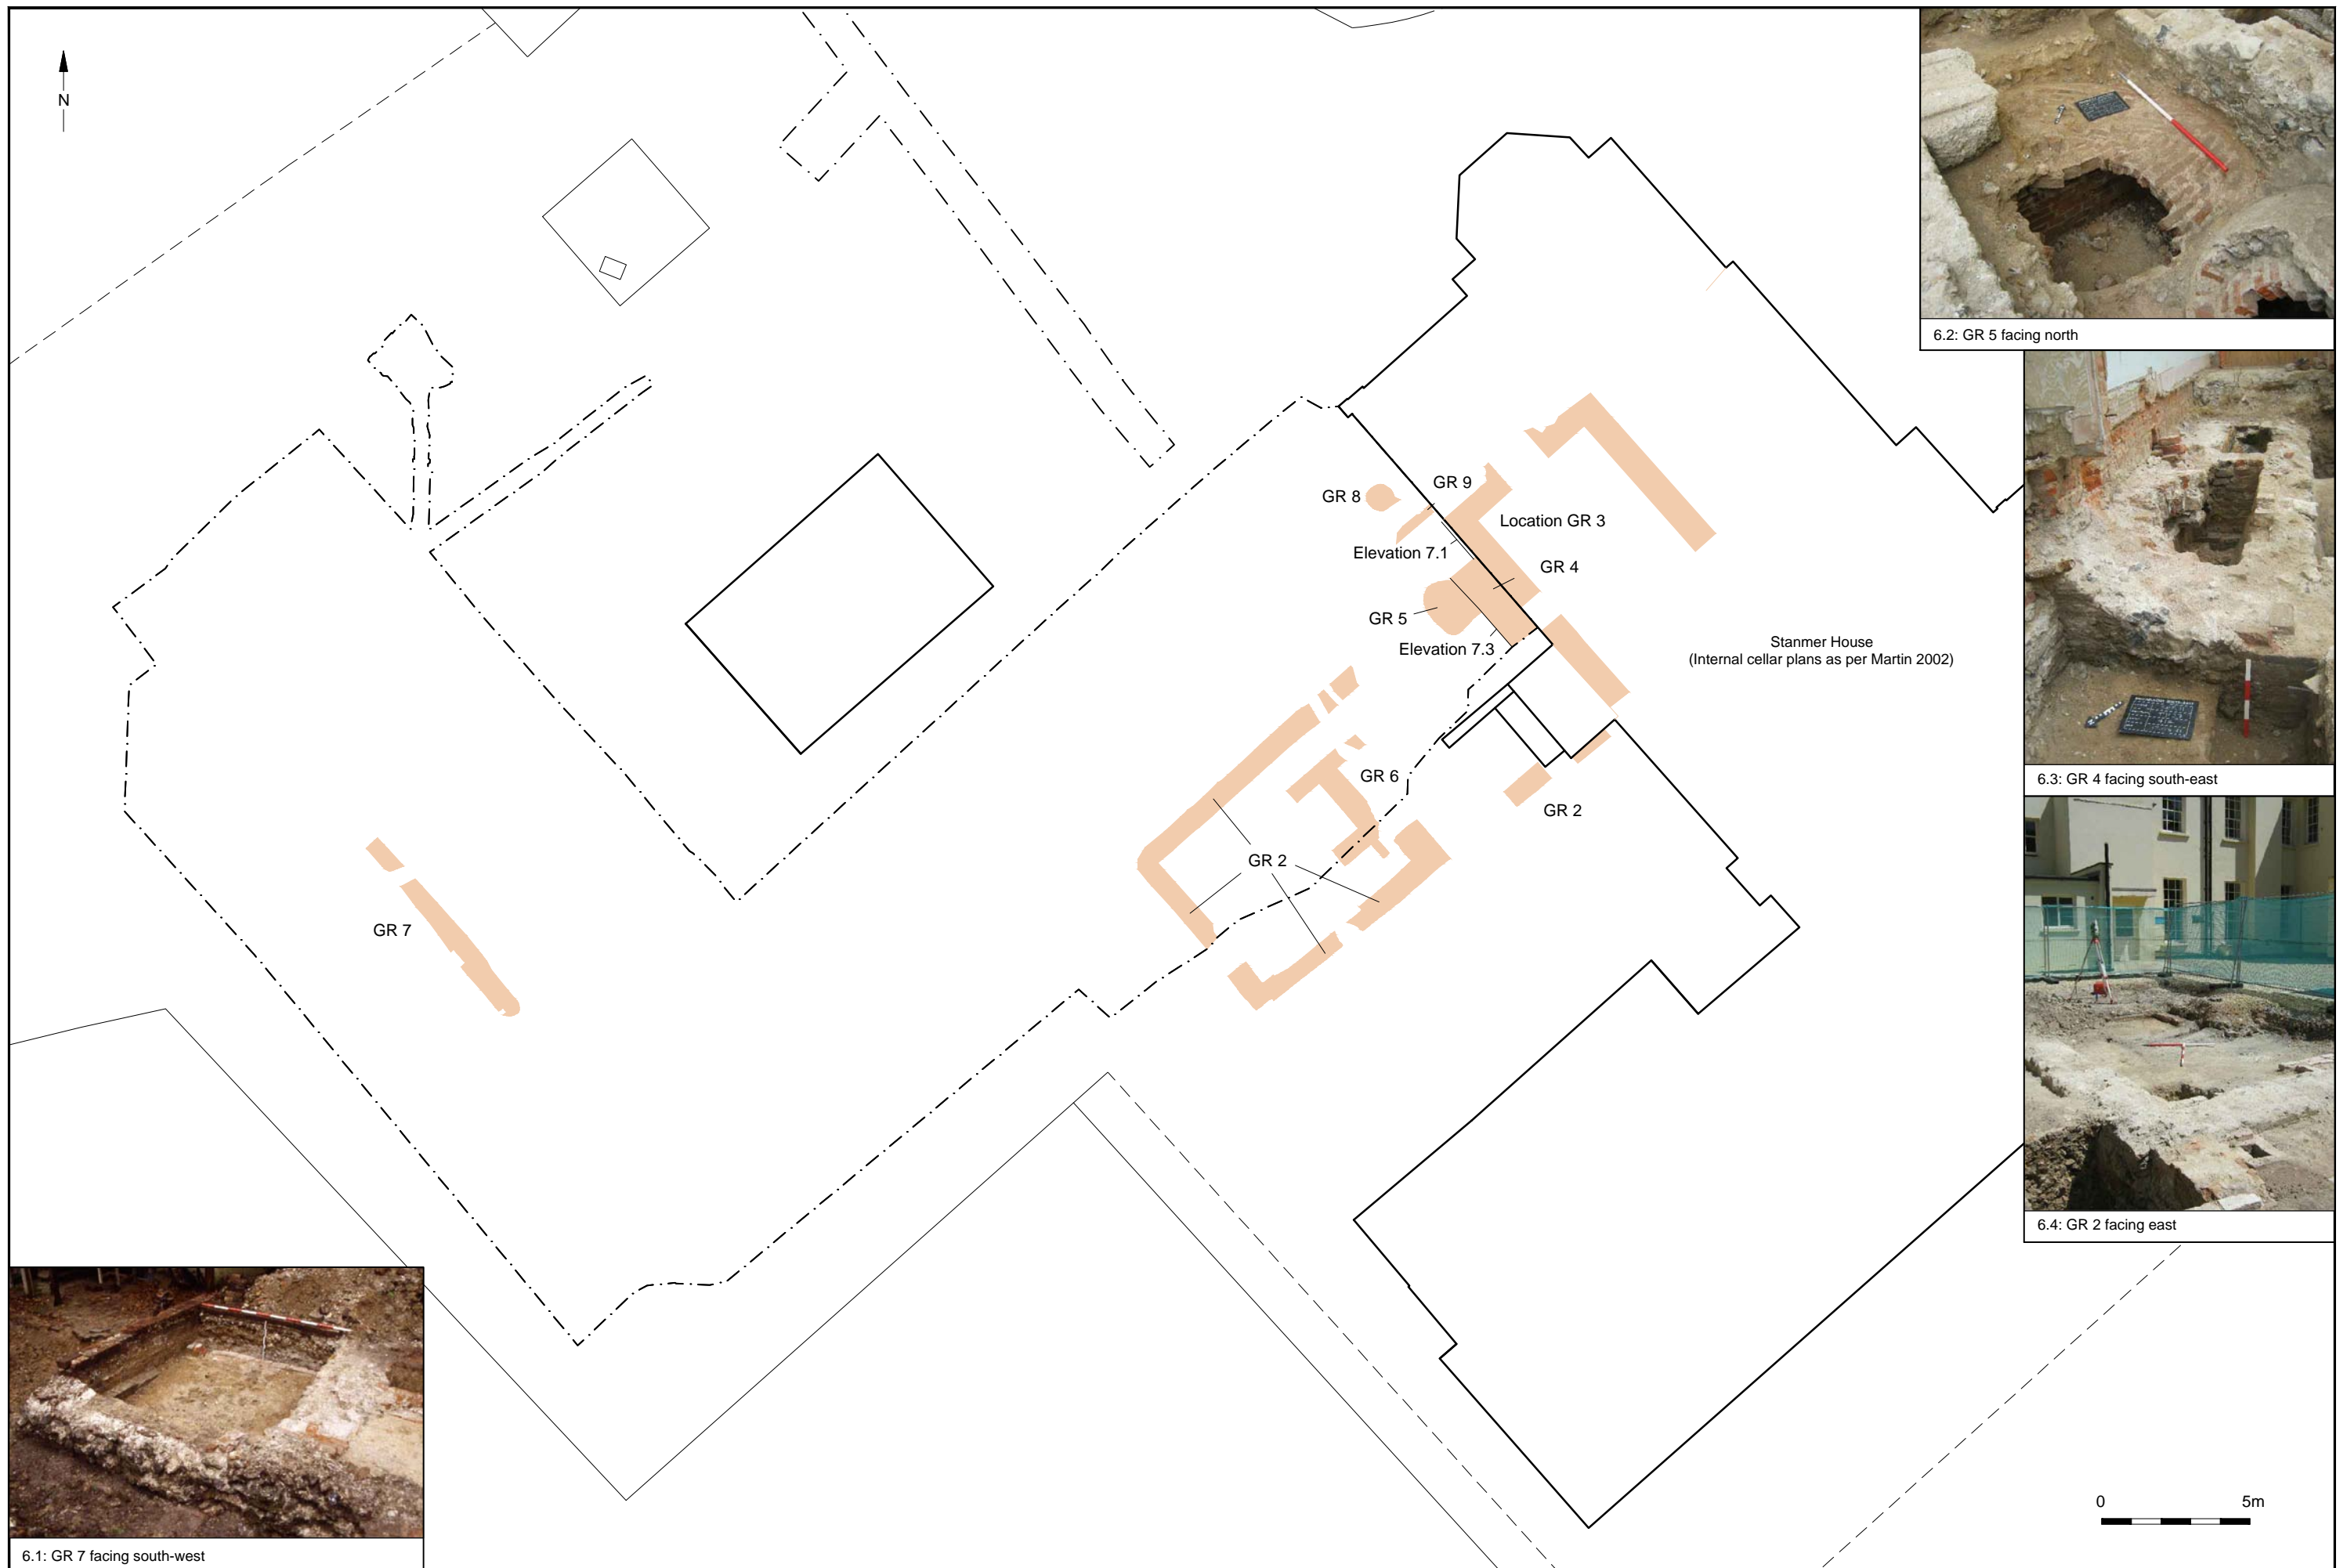 N
6.2: GR 5 facing north
GR 8
GR 9
Location GR 3
Elevation 7.1
GR 4
GR 5
Elevation 7.3
Stanmer House
(Internal cellar plans as per Martin 2002)
6.3: GR 4 facing south-east
GR 6
GR 2
GR 2
GR 7
6.4: GR 2 facing east
0 5m
6.1: GR 7 facing south-west